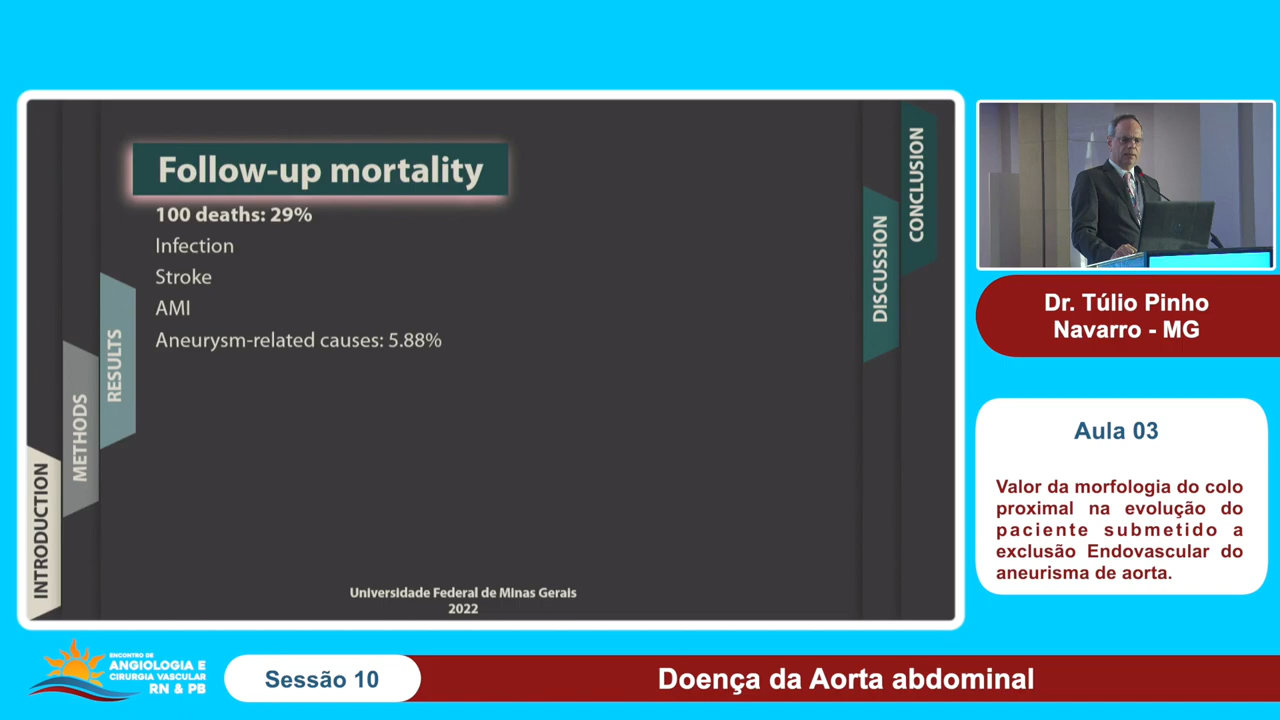 Follow-up mortality
100 deaths: 29%
Infection
Stroke
AMI
Aneurysm-related causes: 5.88%
INTRODUCTION
METHODS
RESULTS
DISCUSSION
CONCLUSION
Universidade Federal de Minas Gerais
2022
Dr. Túlio Pinho
Navarro - MG
Aula 03
Valor da morfologia do colo
proximal na evolução do
paciente submetido a
exclusão Endovascular do
aneurisma de aorta.
ENCONTRO DE
ANGIOLOGIA E
CIRURGIA VASCULAR
RN & PB
Sessão 10
Doença da Aorta abdominal